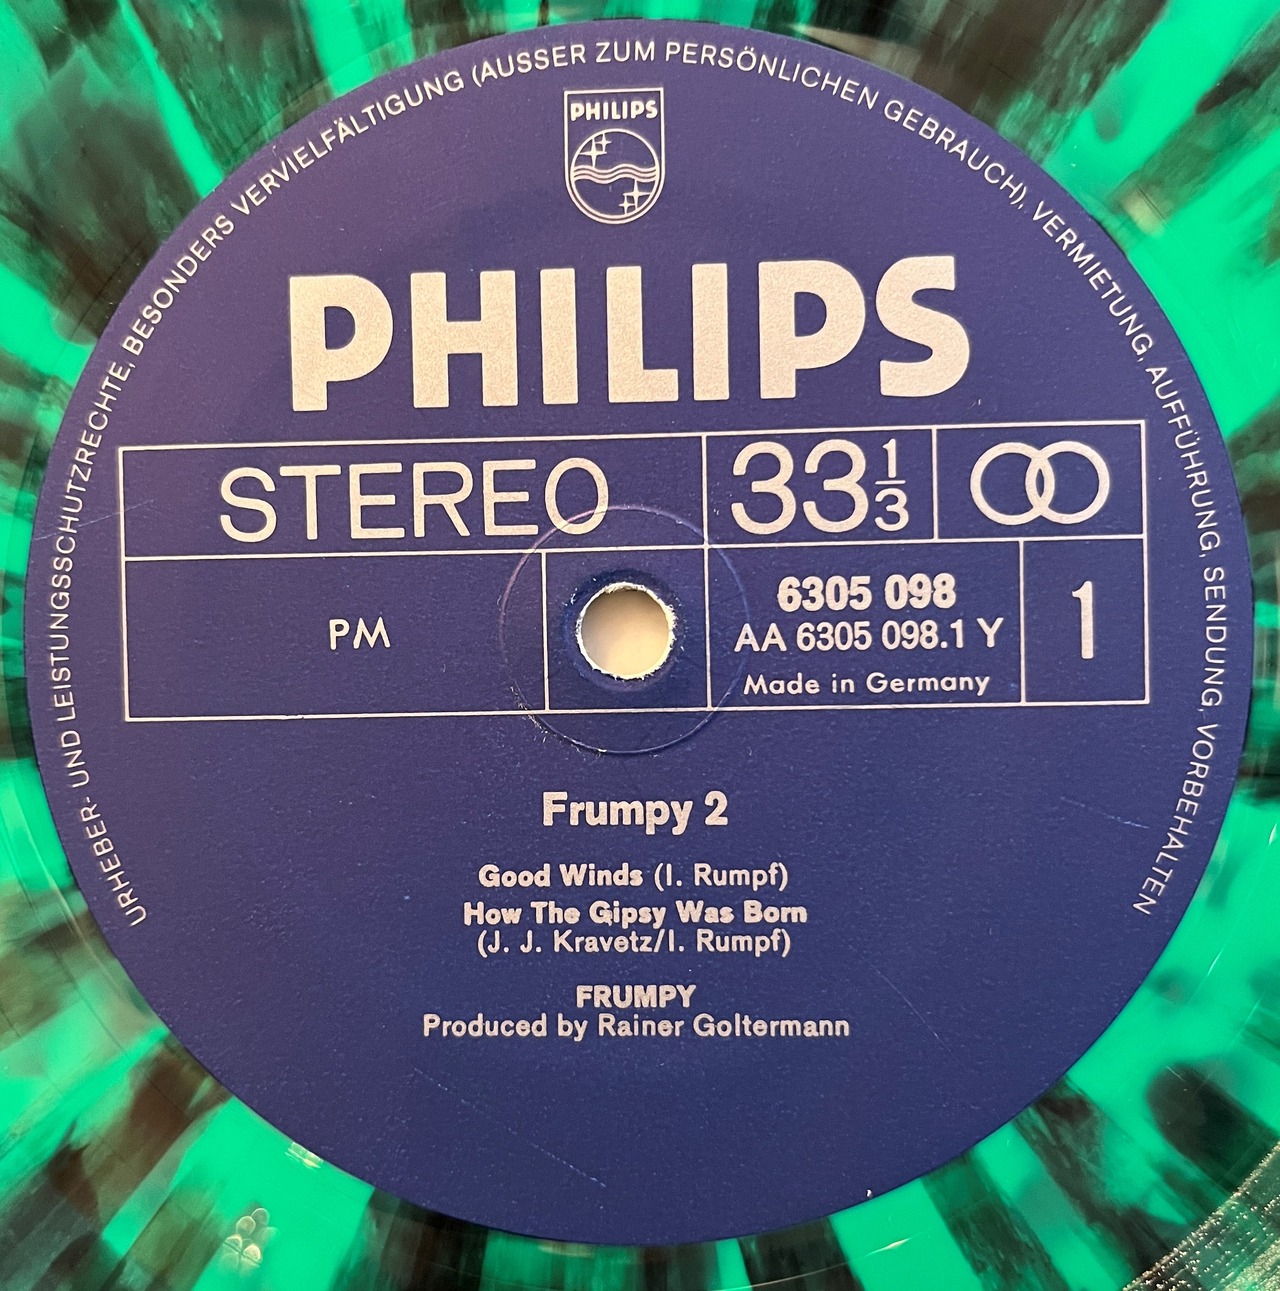 URHEBER- UND LEISTUNGSSCHUTZRECHTE, BESONDERS VERVIELFÄLTIGUNG (AUSSER ZUM PERSÖNLICHEN GEBRAUCH), VERMIETUNG, AUFFÜHRUNG, SENDUNG, VORBEHALTEN
PHILIPS
PHILIPS
STEREO 33 1/3
PM 6305 098 1
AA 6305 098.1 Y
Made in Germany
Frumpy 2
Good Winds (I. Rumpf)
How The Gipsy Was Born
(J. J. Kravetz/I. Rumpf)
FRUMPY
Produced by Rainer Goltermann